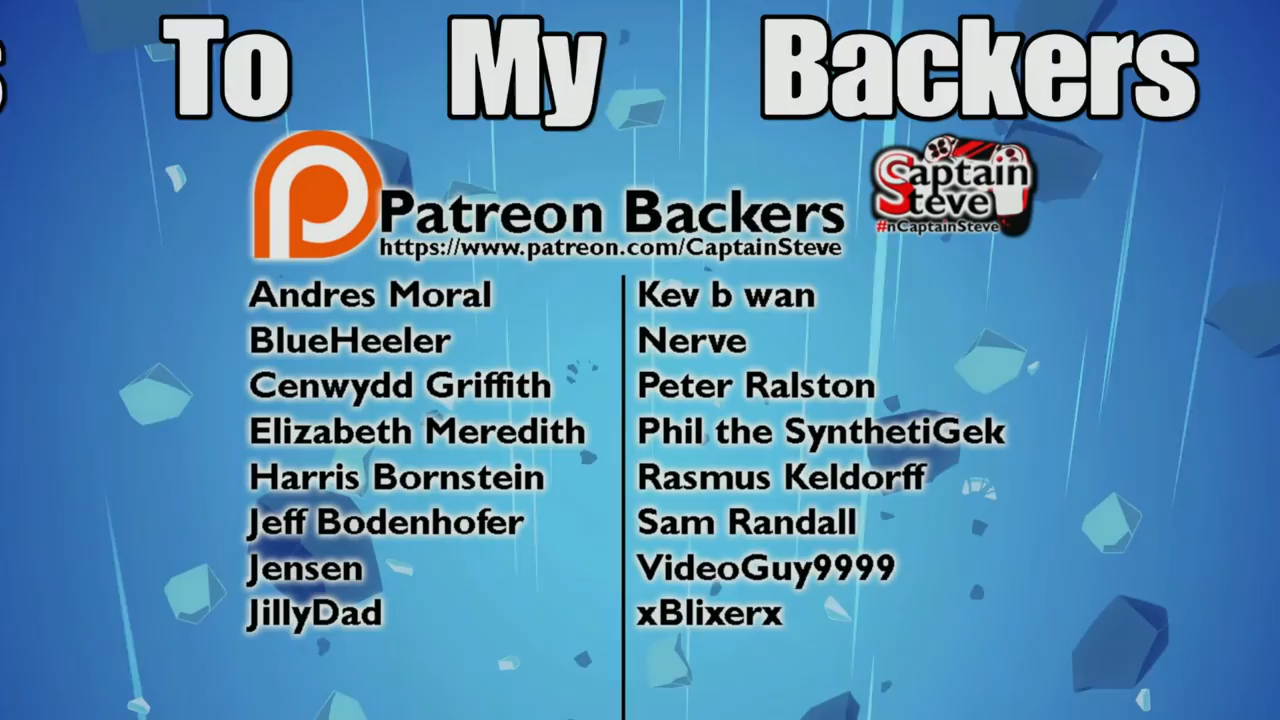 To My Backers
Patreon Backers
https://www.patreon.com/CaptainSteve
Captain
Steve
#nCaptainSteve
Andres Moral
BlueHeeler
Cenwydd Griffith
Elizabeth Meredith
Harris Bornstein
Jeff Bodenhofer
Jensen
JillyDad
Kev b wan
Nerve
Peter Ralston
Phil the SynthetiGek
Rasmus Keldorff
Sam Randall
VideoGuy9999
xBlixerx